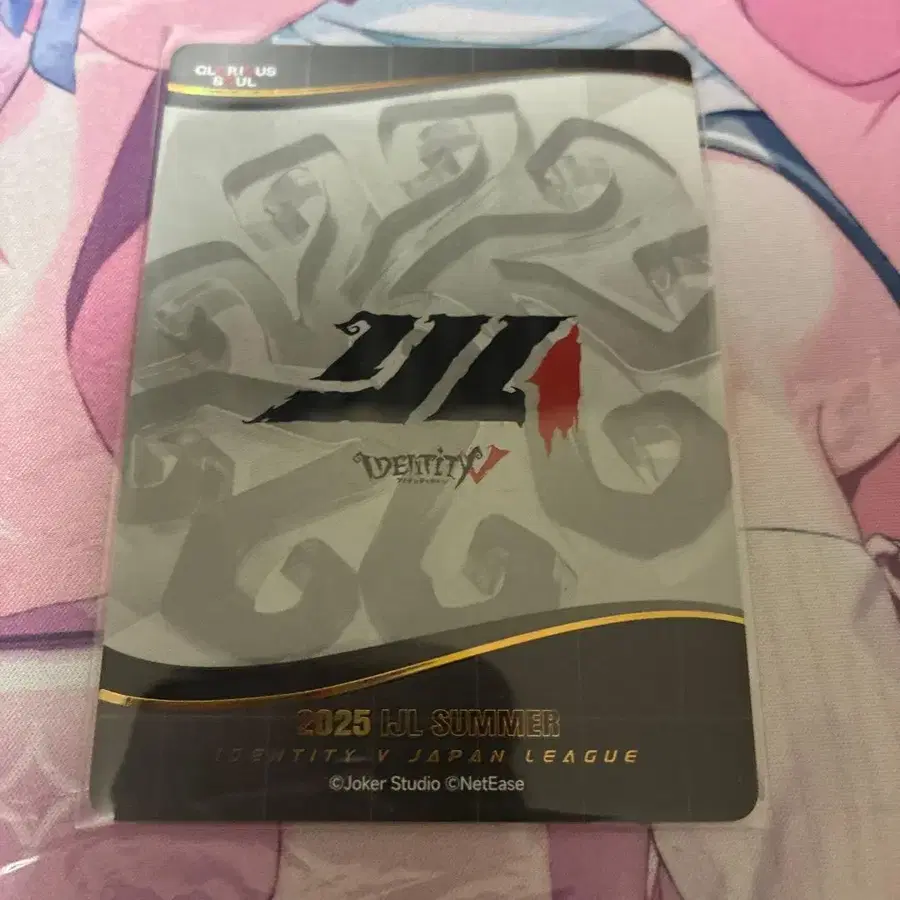 GLORIOUS
SOUL
IJL
IDENTITY V
2025 IJL SUMMER
IDENTITY V JAPAN LEAGUE
©Joker Studio ©NetEase